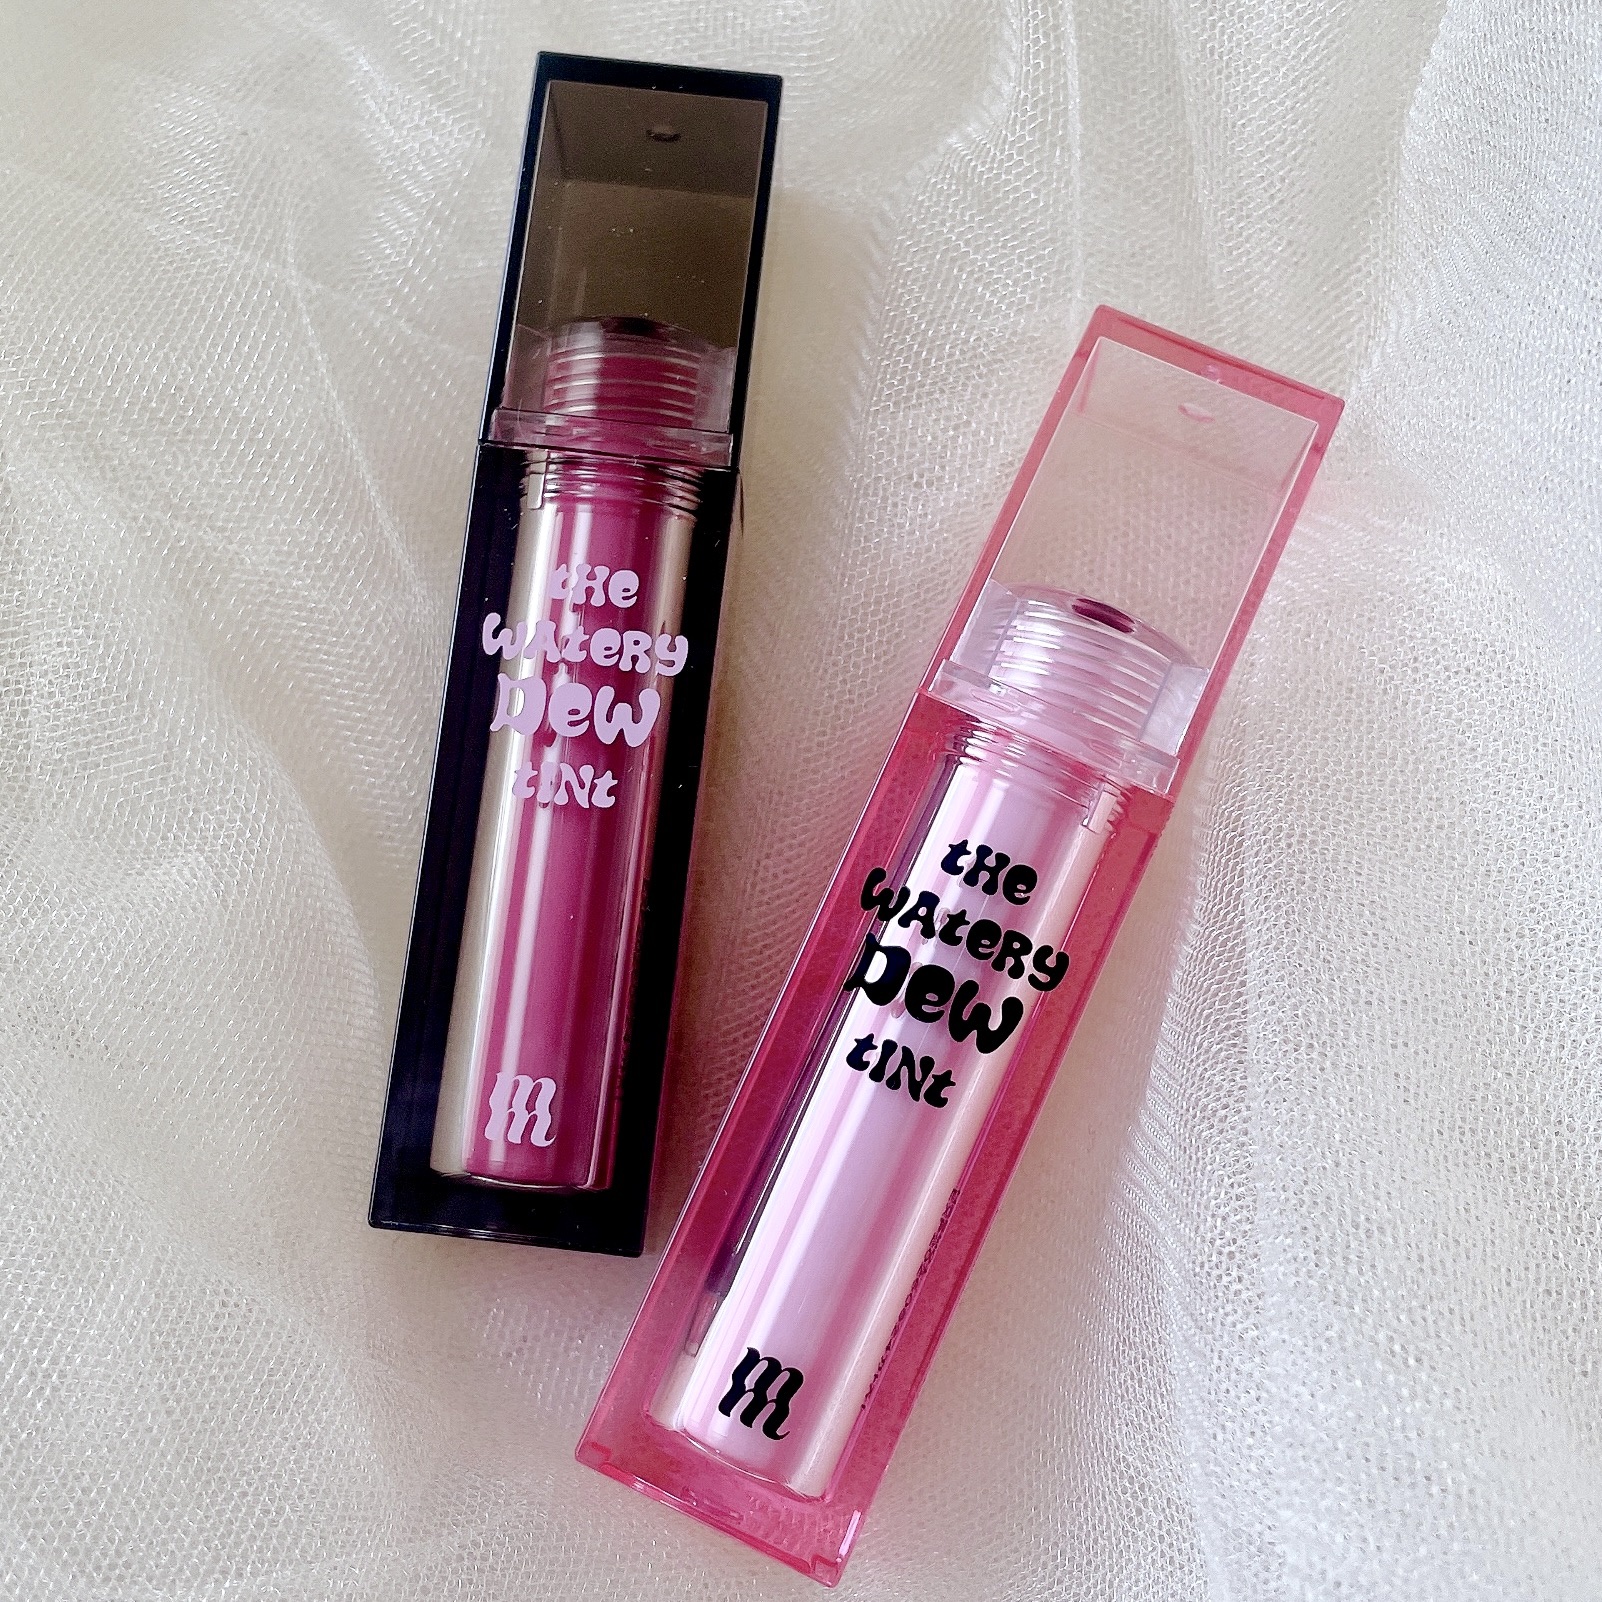 tHe
WAteRy
Dew
tINt
m
tHe
WAteRy
Dew
tINt
m